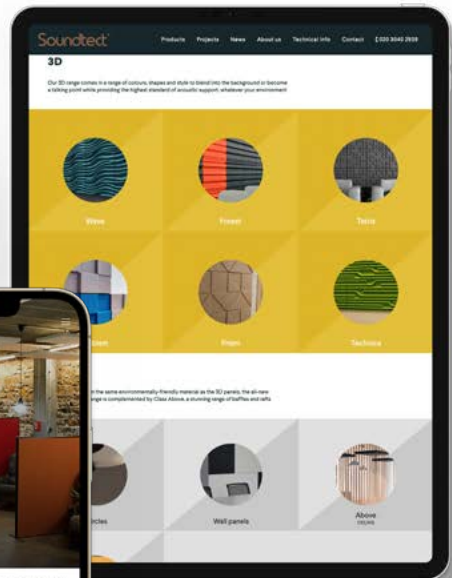 Soundtect
Products Projects News About us Technical Info Contact 020 3040 2939
3D
Our 3D range comes in a range of colours, shapes and style to blend into the background or become
a talking point while providing the highest standard of acoustic support, whatever your environment
Wave Freeway Tetris
Prism Technics
the same environmentally-friendly material as the 3D panels, the all-new
range is complemented by Class Above, a stunning range of baffles and rafts
Wall panels Above